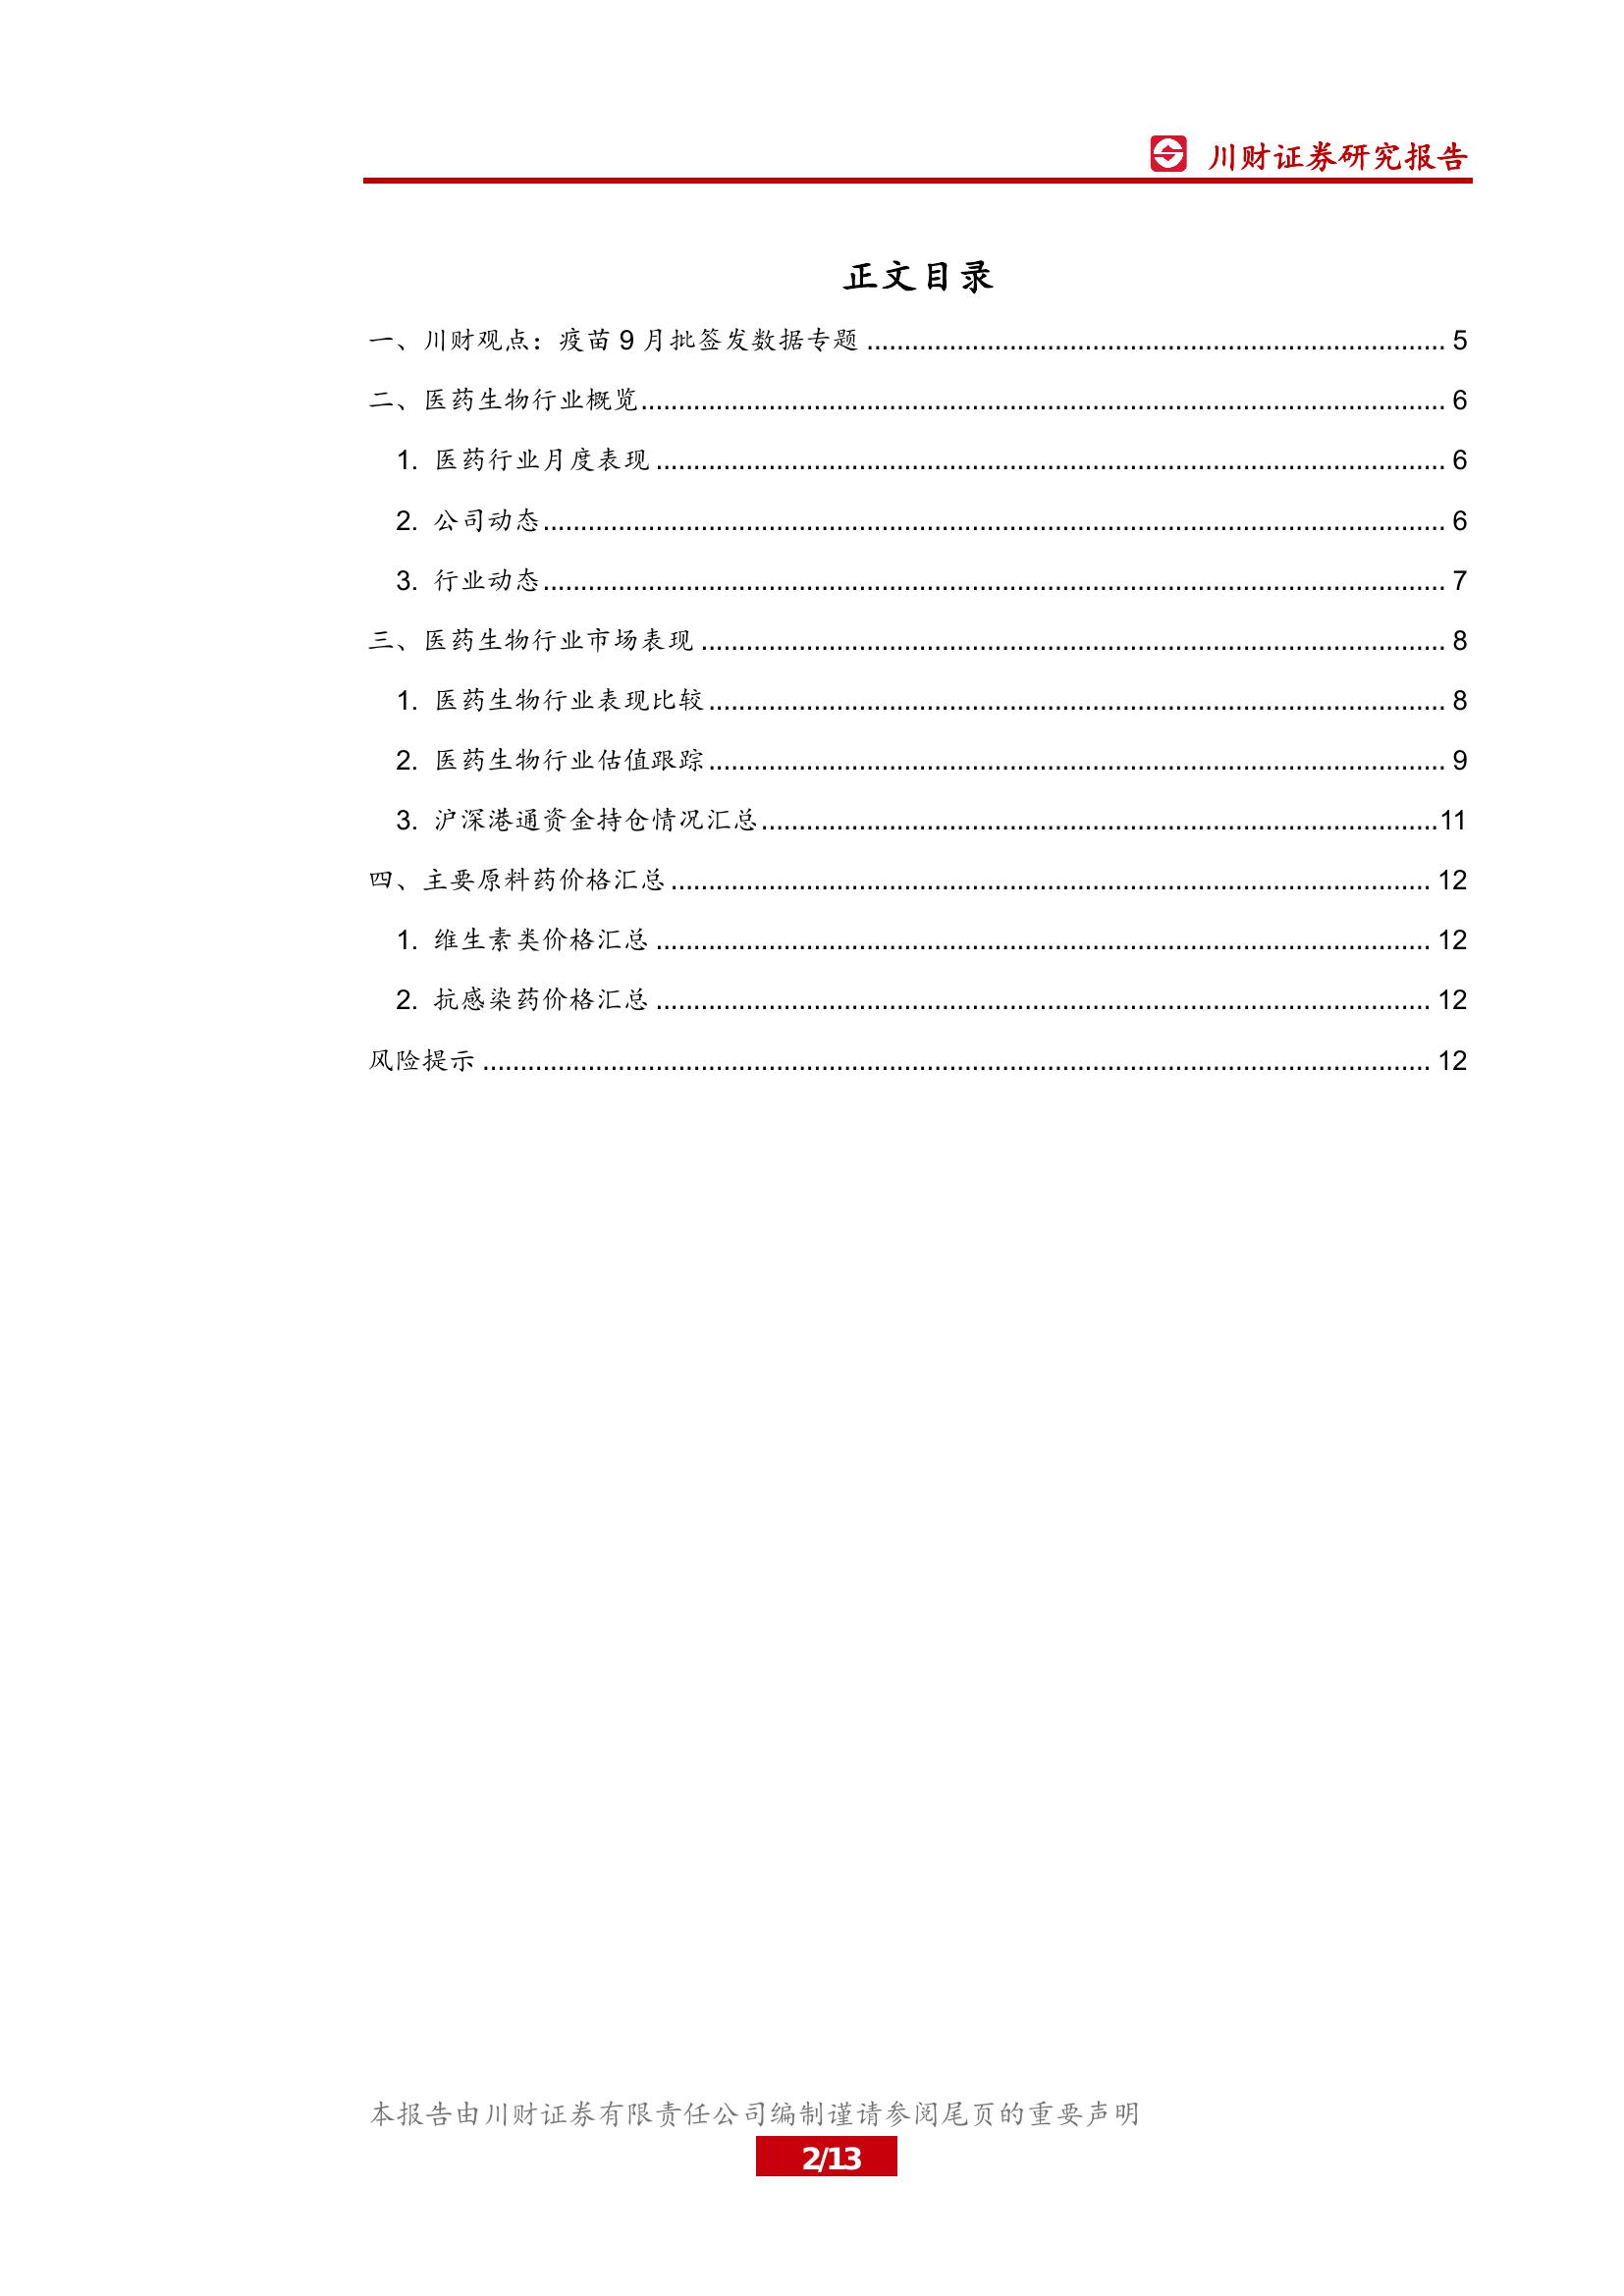 川财证券研究报告
正文目录
一、川财观点：疫苗 9 月批签发数据专题 ........ 5
二、医药生物行业概览 ........ 6
1. 医药行业月度表现 ........ 6
2. 公司动态 ........ 6
3. 行业动态 ........ 7
三、医药生物行业市场表现 ........ 8
1. 医药生物行业表现比较 ........ 8
2. 医药生物行业估值跟踪 ........ 9
3. 沪深港通资金持仓情况汇总 ........ 11
四、主要原料药价格汇总 ........ 12
1. 维生素类价格汇总 ........ 12
2. 抗感染药价格汇总 ........ 12
风险提示 ........ 12
本报告由川财证券有限责任公司编制谨请参阅尾页的重要声明
2/13